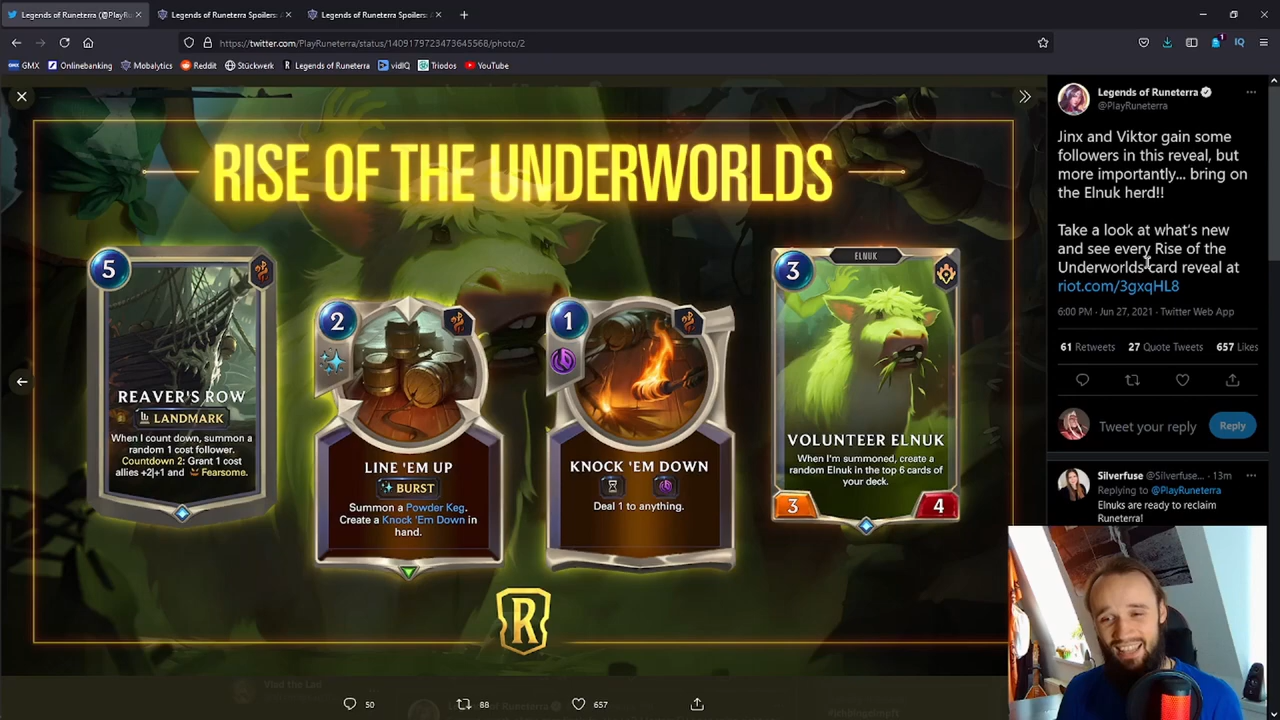 Legends of Runeterra (@PlayRu
Legends of Runeterra Spoilers:
Legends of Runeterra Spoilers:
https://twitter.com/PlayRuneterra/status/1409179723473645568/photo/2
GMX
Onlinebanking
Mobalytics
Reddit
Stückwerk
Legends of Runeterra
vidIQ
Triodos
YouTube
RISE OF THE UNDERWORLDS
5
REAVER'S ROW
LANDMARK
When I count down, summon a
random 1 cost follower.
Countdown 2: Grant 1 cost
allies +2|+1 and Fearsome.
2
LINE 'EM UP
BURST
Summon a Powder Keg.
Create a Knock 'Em Down in
hand.
1
KNOCK 'EM DOWN
Deal 1 to anything.
3
ELNUK
VOLUNTEER ELNUK
When I'm summoned, create a
random Elnuk in the top 6 cards of
your deck.
3
4
R
50
88
657
Legends of Runeterra
@PlayRuneterra
Jinx and Viktor gain some
followers in this reveal, but
more importantly... bring on
the Elnuk herd!!
Take a look at what's new
and see every Rise of the
Underworlds card reveal at
riot.com/3gxqHL8
6:00 PM · Jun 27, 2021 · Twitter Web App
61 Retweets 27 Quote Tweets 657 Likes
Tweet your reply
Reply
Silverfuse @Silverfuse... · 13m
Replying to @PlayRuneterra
Elnuks are ready to reclaim
Runeterra!